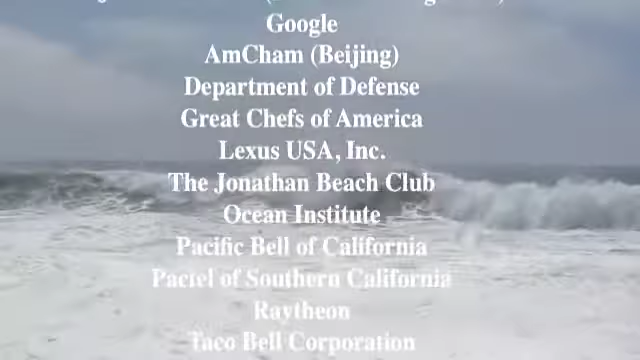 Google
AmCham (Beijing)
Department of Defense
Great Chefs of America
Lexus USA, Inc.
The Jonathan Beach Club
Ocean Institute
Pacific Bell of California
Pactel of Southern California
Raytheon
Taco Bell Corporation